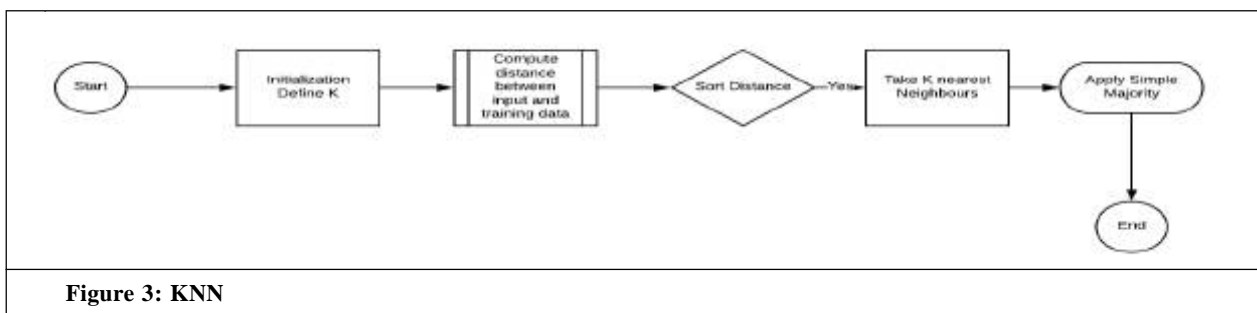 Start
Initialization
Define K
Compute
distance
between
input and
training data
Sort Distance
Yes
Take K nearest
Neighbours
Apply Simple
Majority
End
Figure 3: KNN